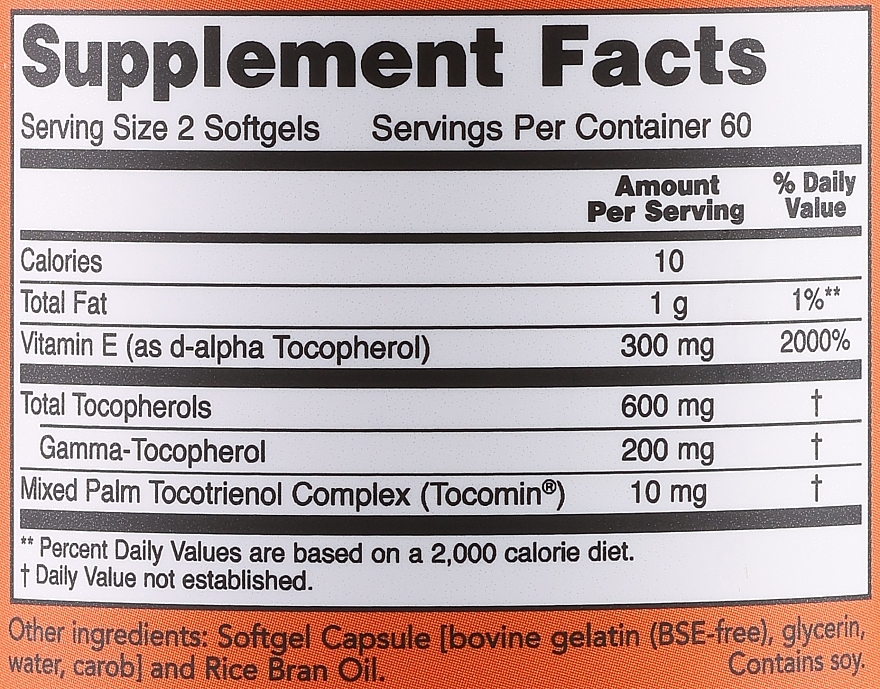 Supplement Facts
Serving Size 2 Softgels Servings Per Container 60
Amount Per Serving % Daily Value
Calories 10
Total Fat 1 g 1%**
Vitamin E (as d-alpha Tocopherol) 300 mg 2000%
Total Tocopherols 600 mg †
Gamma-Tocopherol 200 mg †
Mixed Palm Tocotrienol Complex (Tocomin®) 10 mg †
** Percent Daily Values are based on a 2,000 calorie diet.
† Daily Value not established.
Other ingredients: Softgel Capsule [bovine gelatin (BSE-free), glycerin,
water, carob] and Rice Bran Oil. Contains soy.